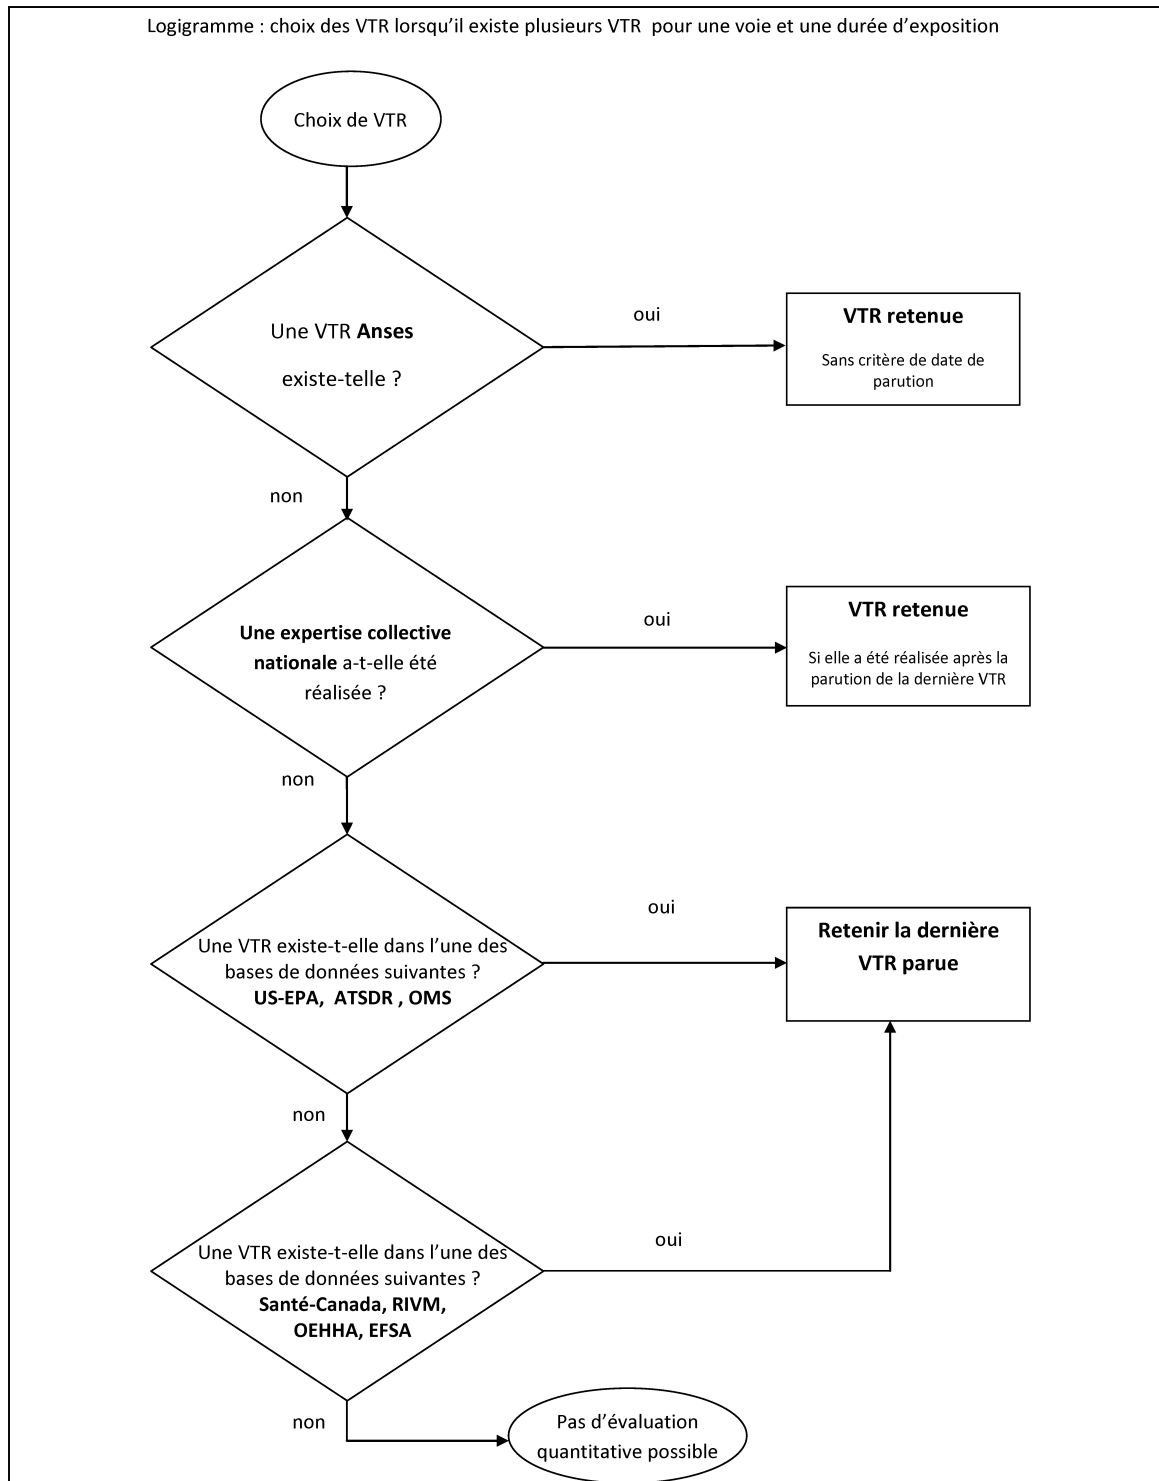 Logigramme : choix des VTR lorsqu'il existe plusieurs VTR  pour une voie et une durée d'exposition
Choix de VTR
Une VTR Anses
existe-telle ?
oui
VTR retenue
Sans critère de date de
parution
non
Une expertise collective
nationale a-t-elle été
réalisée ?
oui
VTR retenue
Si elle a été réalisée après la
parution de la dernière VTR
non
Une VTR existe-t-elle dans l'une des
bases de données suivantes ?
US-EPA,  ATSDR , OMS
oui
Retenir la dernière
VTR parue
non
Une VTR existe-t-elle dans l'une des
bases de données suivantes ?
Santé-Canada, RIVM,
OEHHA, EFSA
oui
non
Pas d'évaluation
quantitative possible